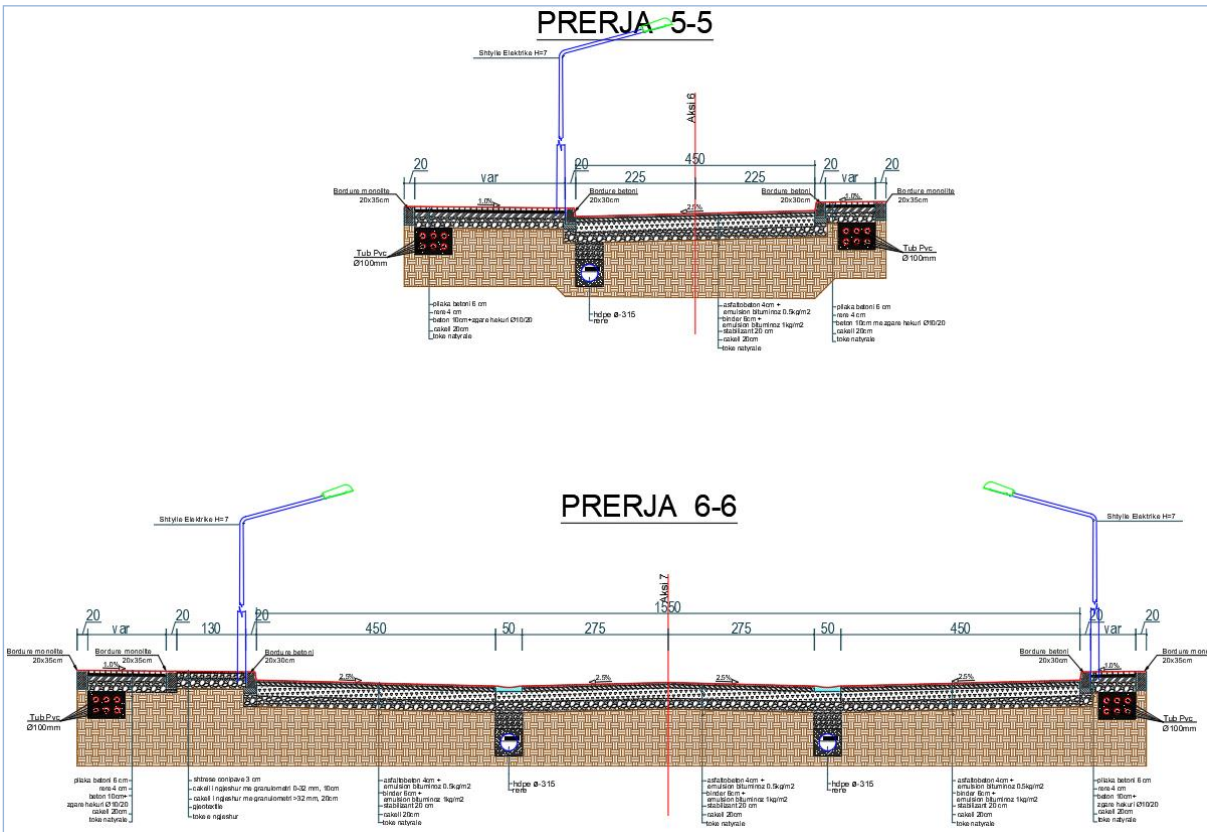 PRERJA 5-5
Shtylle Elektrike H=7
Aksi 6
450
20
var
20
225
225
20
var
20
Bordure monolite
20x35cm
1.0%
Bordure betoni
20x30cm
2.5%
Bordure betoni
20x30cm
1.0%
Bordure monolite
20x35cm
Tub Pvc
Ø100mm
Tub Pvc
Ø100mm
pllaka betoni 6 cm
rere 4 cm
beton 10cm+zgare hekuri Ø10/20
cakell 20cm
toke natyrale
hdpe ø-315
rere
asfaltobeton 4cm +
emulsion bituminoz 0.5kg/m2
binder 6cm +
emulsion bituminoz 1kg/m2
stabilizant 20 cm
cakell 20cm
toke natyrale
pllaka betoni 6 cm
rere 4 cm
beton 10cm me zgare hekuri Ø10/20
cakell 20cm
toke natyrale
PRERJA 6-6
Shtylle Elektrike H=7
Shtylle Elektrike H=7
Aksi 7
1550
20
var
20
130
20
450
50
275
275
50
450
20
var
20
Bordure monolite
20x35cm
1.0%
Bordure monolite
20x35cm
Bordure betoni
20x30cm
2.5%
2.5%
2.5%
2.5%
Bordure betoni
20x30cm
1.0%
Bordure mono
20x35cm
Tub Pvc
Ø100mm
Tub Pvc
Ø100mm
pllaka betoni 6 cm
rere 4 cm
beton 10cm+
zgare hekuri Ø10/20
cakell 20cm
toke natyrale
cakell i ngjeshur me granulometri 0-32 mm, 10cm
cakell i ngjeshur me granulometri >32 mm, 20cm
gjeotextile
toke e ngjeshur
asfaltobeton 4cm +
emulsion bituminoz 0.5kg/m2
binder 6cm +
emulsion bituminoz 1kg/m2
stabilizant 20 cm
cakell 20cm
toke natyrale
hdpe ø-315
rere
asfaltobeton 4cm +
emulsion bituminoz 0.5kg/m2
binder 6cm +
emulsion bituminoz 1kg/m2
stabilizant 20 cm
cakell 20cm
toke natyrale
hdpe ø-315
rere
asfaltobeton 4cm +
emulsion bituminoz 0.5kg/m2
binder 6cm +
emulsion bituminoz 1kg/m2
stabilizant 20 cm
cakell 20cm
toke natyrale
pllaka betoni 6 cm
rere 4 cm
beton 10cm+
zgare hekuri Ø10/20
cakell 20cm
toke natyrale